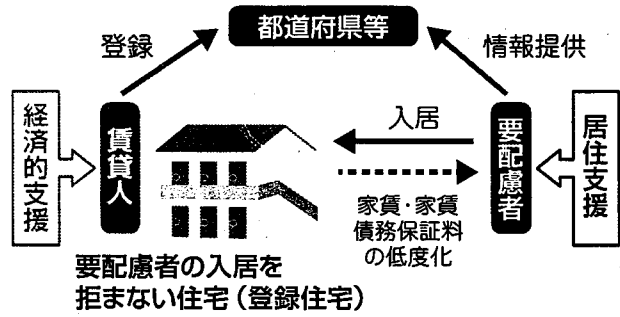 都道府県等
登録
情報提供
経済的支援
賃貸人
入居
要配慮者
居住支援
家賃・家賃
債務保証料
の低度化
要配慮者の入居を
拒まない住宅(登録住宅)